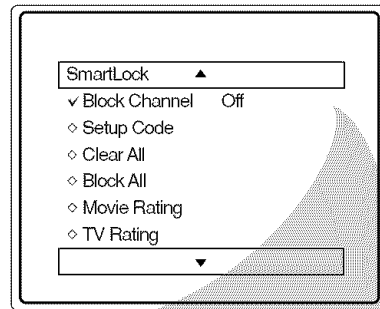 SmartLock ▲
✓ Block Channel Off
◇ Setup Code
◇ Clear All
◇ Block All
◇ Movie Rating
◇ TV Rating
▼